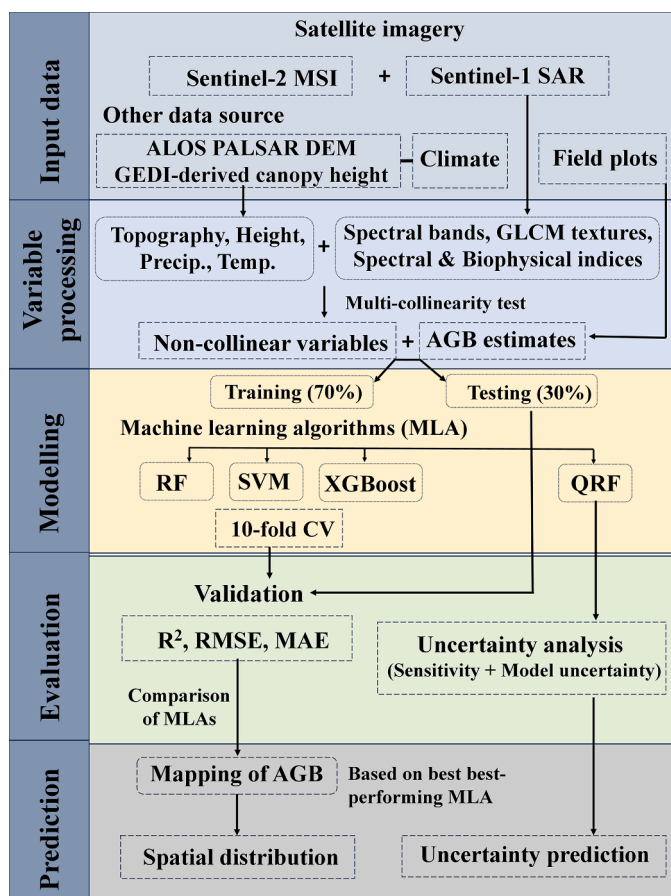 Input data
Satellite imagery
Sentinel-2 MSI + Sentinel-1 SAR
Other data source
ALOS PALSAR DEM
GEDI-derived canopy height
Climate
Field plots
Variable
processing
Topography, Height,
Precip., Temp.
+
Spectral bands, GLCM textures,
Spectral & Biophysical indices
Multi-collinearity test
Non-collinear variables + AGB estimates
Modelling
Training (70%)
Testing (30%)
Machine learning algorithms (MLA)
RF
SVM
XGBoost
QRF
10-fold CV
Evaluation
Validation
R², RMSE, MAE
Uncertainty analysis
(Sensitivity + Model uncertainty)
Comparison
of MLAs
Prediction
Mapping of AGB
Based on best best-
performing MLA
Spatial distribution
Uncertainty prediction